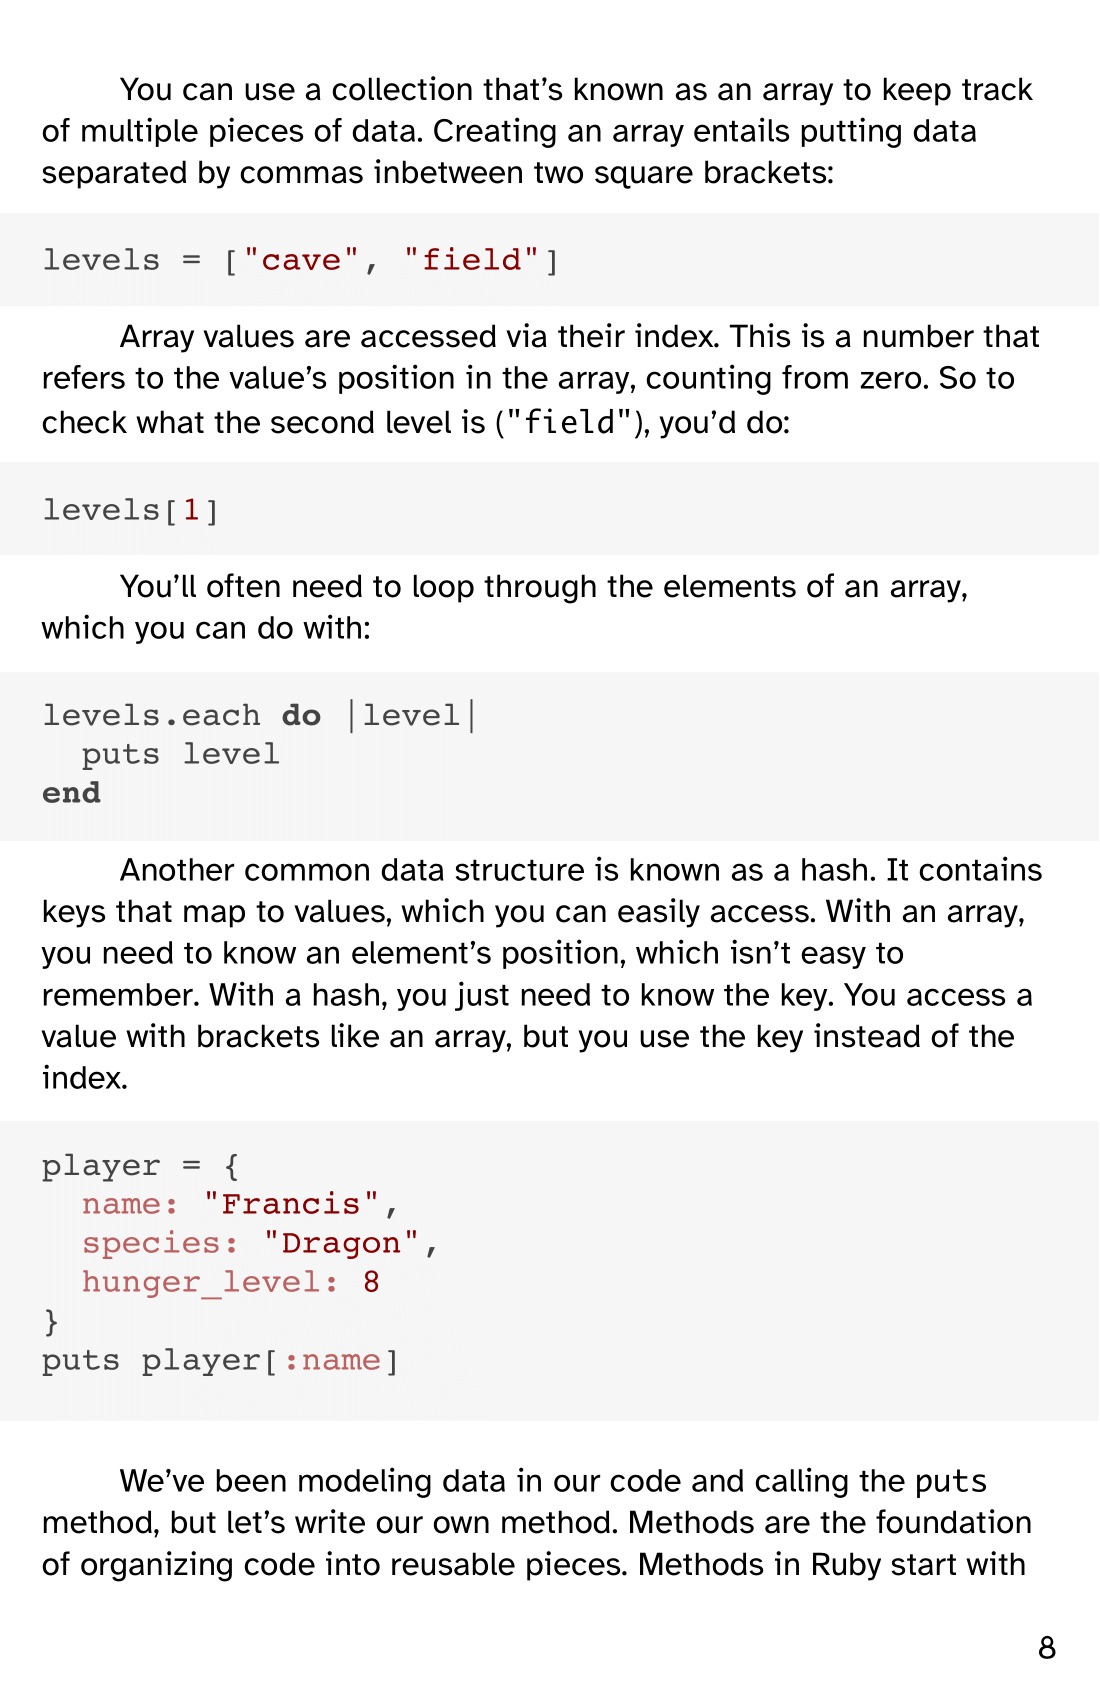 You can use a collection that’s known as an array to keep track
of multiple pieces of data. Creating an array entails putting data
separated by commas inbetween two square brackets:
levels = ["cave", "field"]
Array values are accessed via their index. This is a number that
refers to the value’s position in the array, counting from zero. So to
check what the second level is ("field"), you’d do:
levels[1]
You’ll often need to loop through the elements of an array,
which you can do with:
levels.each do |level|
  puts level
end
Another common data structure is known as a hash. It contains
keys that map to values, which you can easily access. With an array,
you need to know an element’s position, which isn’t easy to
remember. With a hash, you just need to know the key. You access a
value with brackets like an array, but you use the key instead of the
index.
player = {
  name: "Francis",
  species: "Dragon",
  hunger_level: 8
}
puts player[:name]
We’ve been modeling data in our code and calling the puts
method, but let’s write our own method. Methods are the foundation
of organizing code into reusable pieces. Methods in Ruby start with
8